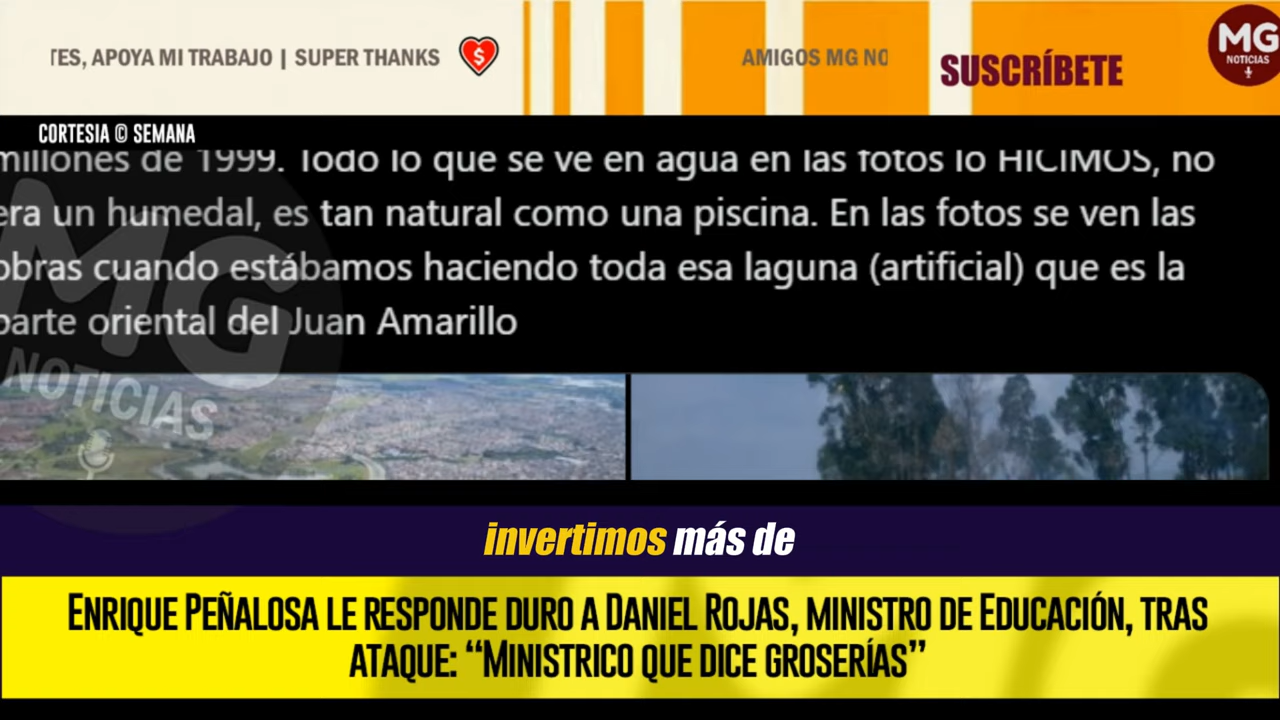 TES, APOYA MI TRABAJO | SUPER THANKS
AMIGOS MG NO
SUSCRÍBETE
MG
NOTICIAS
CORTESIA © SEMANA
millones de 1999. Todo lo que se ve en agua en las fotos lo HICIMOS, no
era un humedal, es tan natural como una piscina. En las fotos se ven las
obras cuando estábamos haciendo toda esa laguna (artificial) que es la
parte oriental del Juan Amarillo
MG
NOTICIAS
invertimos más de
ENRIQUE PEÑALOSA LE RESPONDE DURO A DANIEL ROJAS, MINISTRO DE EDUCACIÓN, TRAS
ATAQUE: “MINISTRICO QUE DICE GROSERÍAS”